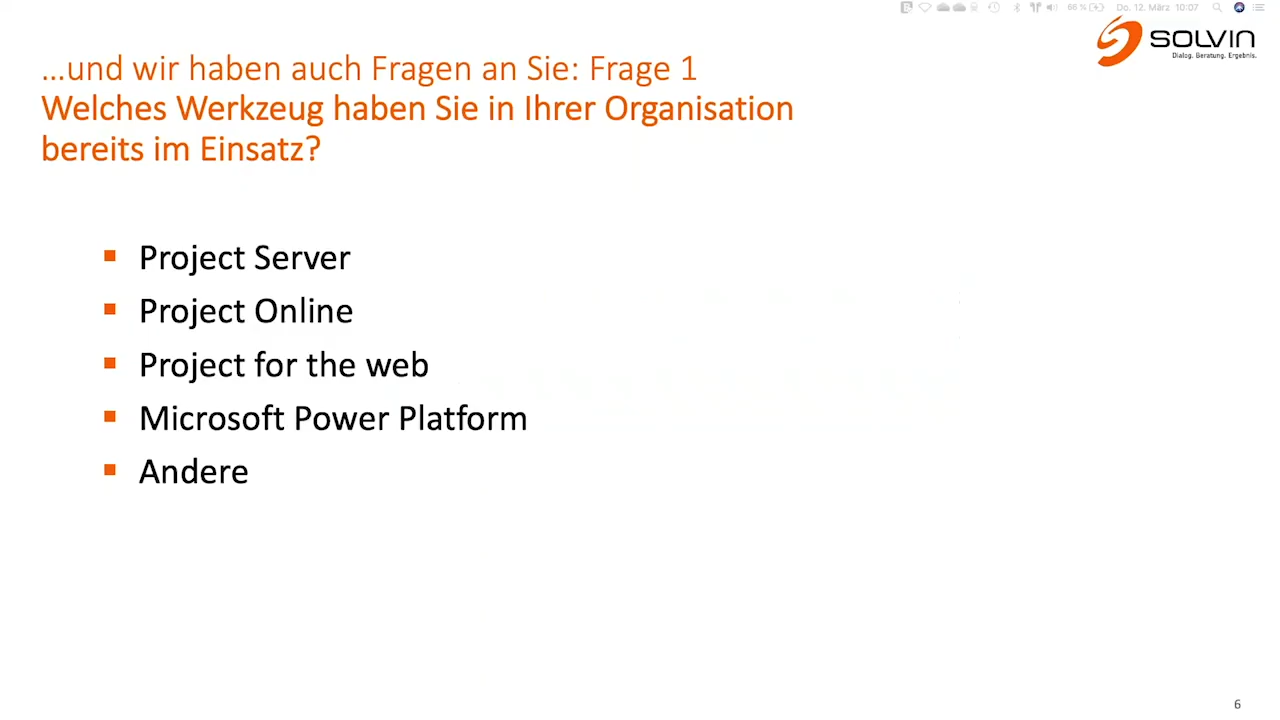 66 %
Do. 12. März 10:07
SOLVIN
Dialog. Beratung. Ergebnis.
...und wir haben auch Fragen an Sie: Frage 1
Welches Werkzeug haben Sie in Ihrer Organisation
bereits im Einsatz?
Project Server
Project Online
Project for the web
Microsoft Power Platform
Andere
6